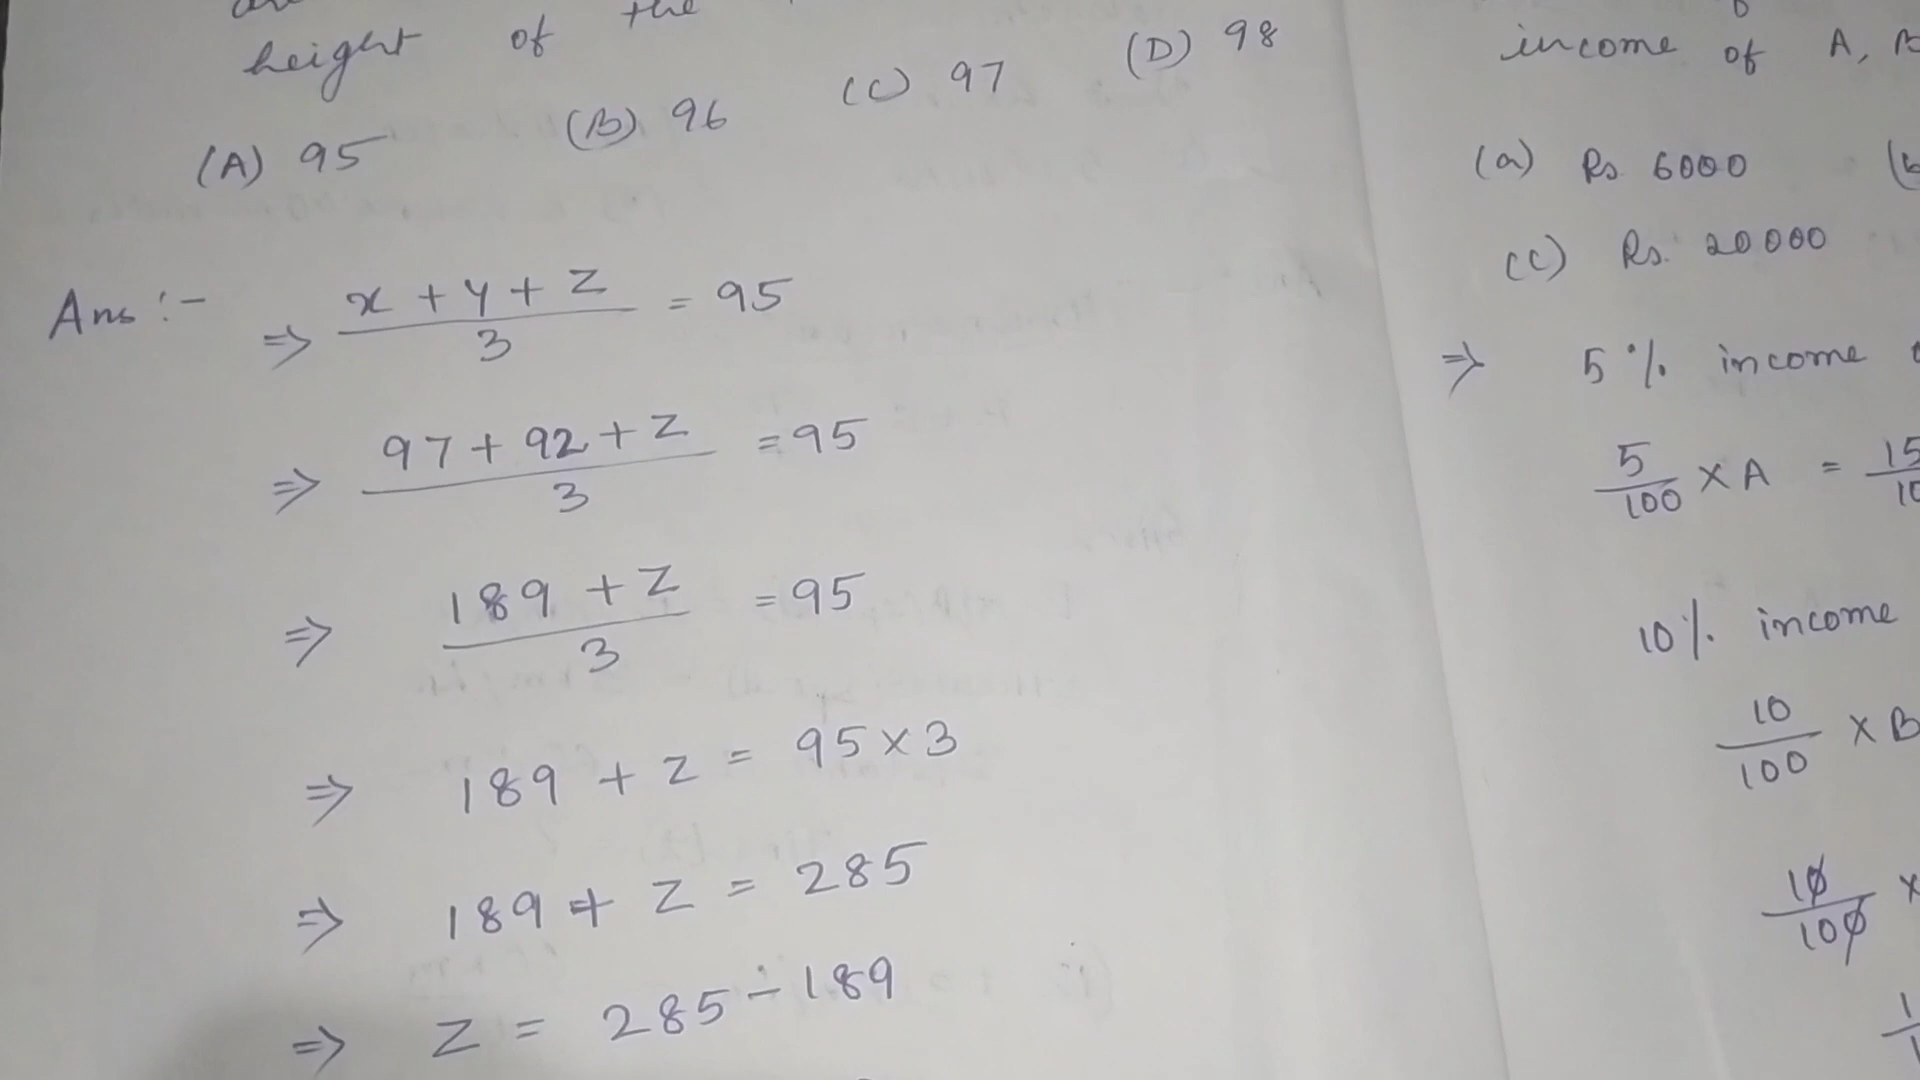 height of the
(A) 95 (B) 96 (C) 97 (D) 98
Ans :- ⇒ x + y + z / 3 = 95
⇒ 97 + 92 + z / 3 = 95
⇒ 189 + z / 3 = 95
⇒ 189 + z = 95 × 3
⇒ 189 + z = 285
⇒ z = 285 - 189
income of A,
(a) Rs. 6000
(c) Rs. 20000
⇒ 5% income
5/100 × A =
10% income
10/100 × B
10/100 ×